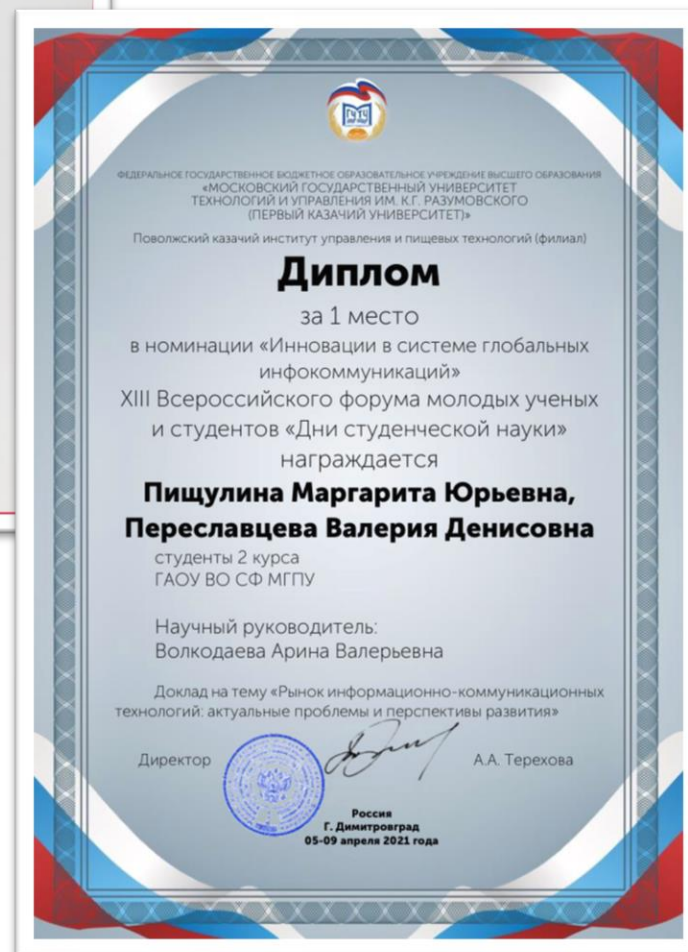 ФЕДЕРАЛЬНОЕ ГОСУДАРСТВЕННОЕ БЮДЖЕТНОЕ ОБРАЗОВАТЕЛЬНОЕ УЧРЕЖДЕНИЕ ВЫСШЕГО ОБРАЗОВАНИЯ
«МОСКОВСКИЙ ГОСУДАРСТВЕННЫЙ УНИВЕРСИТЕТ
ТЕХНОЛОГИЙ И УПРАВЛЕНИЯ ИМ. К.Г. РАЗУМОВСКОГО
(ПЕРВЫЙ КАЗАЧИЙ УНИВЕРСИТЕТ)»
Поволжский казачий институт управления и пищевых технологий (филиал)
Диплом
за 1 место
в номинации «Инновации в системе глобальных
инфокоммуникаций»
XIII Всероссийского форума молодых ученых
и студентов «Дни студенческой науки»
награждается
Пищулина Маргарита Юрьевна,
Переславцева Валерия Денисовна
студенты 2 курса
ГАОУ ВО СФ МГПУ
Научный руководитель:
Волкодаева Арина Валерьевна
Доклад на тему «Рынок информационно-коммуникационных
технологий: актуальные проблемы и перспективы развития»
Директор А.А. Терехова
Россия
Г. Димитровград
05-09 апреля 2021 года